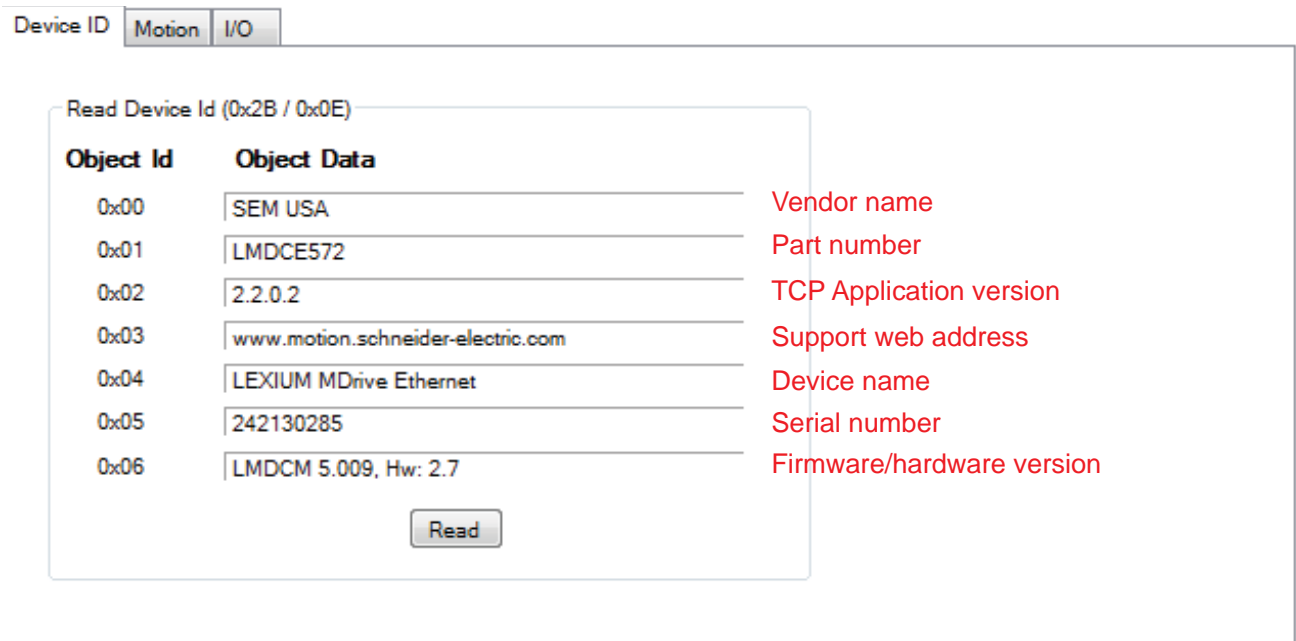 Device ID Motion I/O
Read Device Id (0x2B / 0x0E)
Object Id Object Data
0x00 SEM USA Vendor name
0x01 LMDCE572 Part number
0x02 2.2.0.2 TCP Application version
0x03 www.motion.schneider-electric.com Support web address
0x04 LEXIUM MDrive Ethernet Device name
0x05 242130285 Serial number
0x06 LMDCM 5.009, Hw: 2.7 Firmware/hardware version
Read